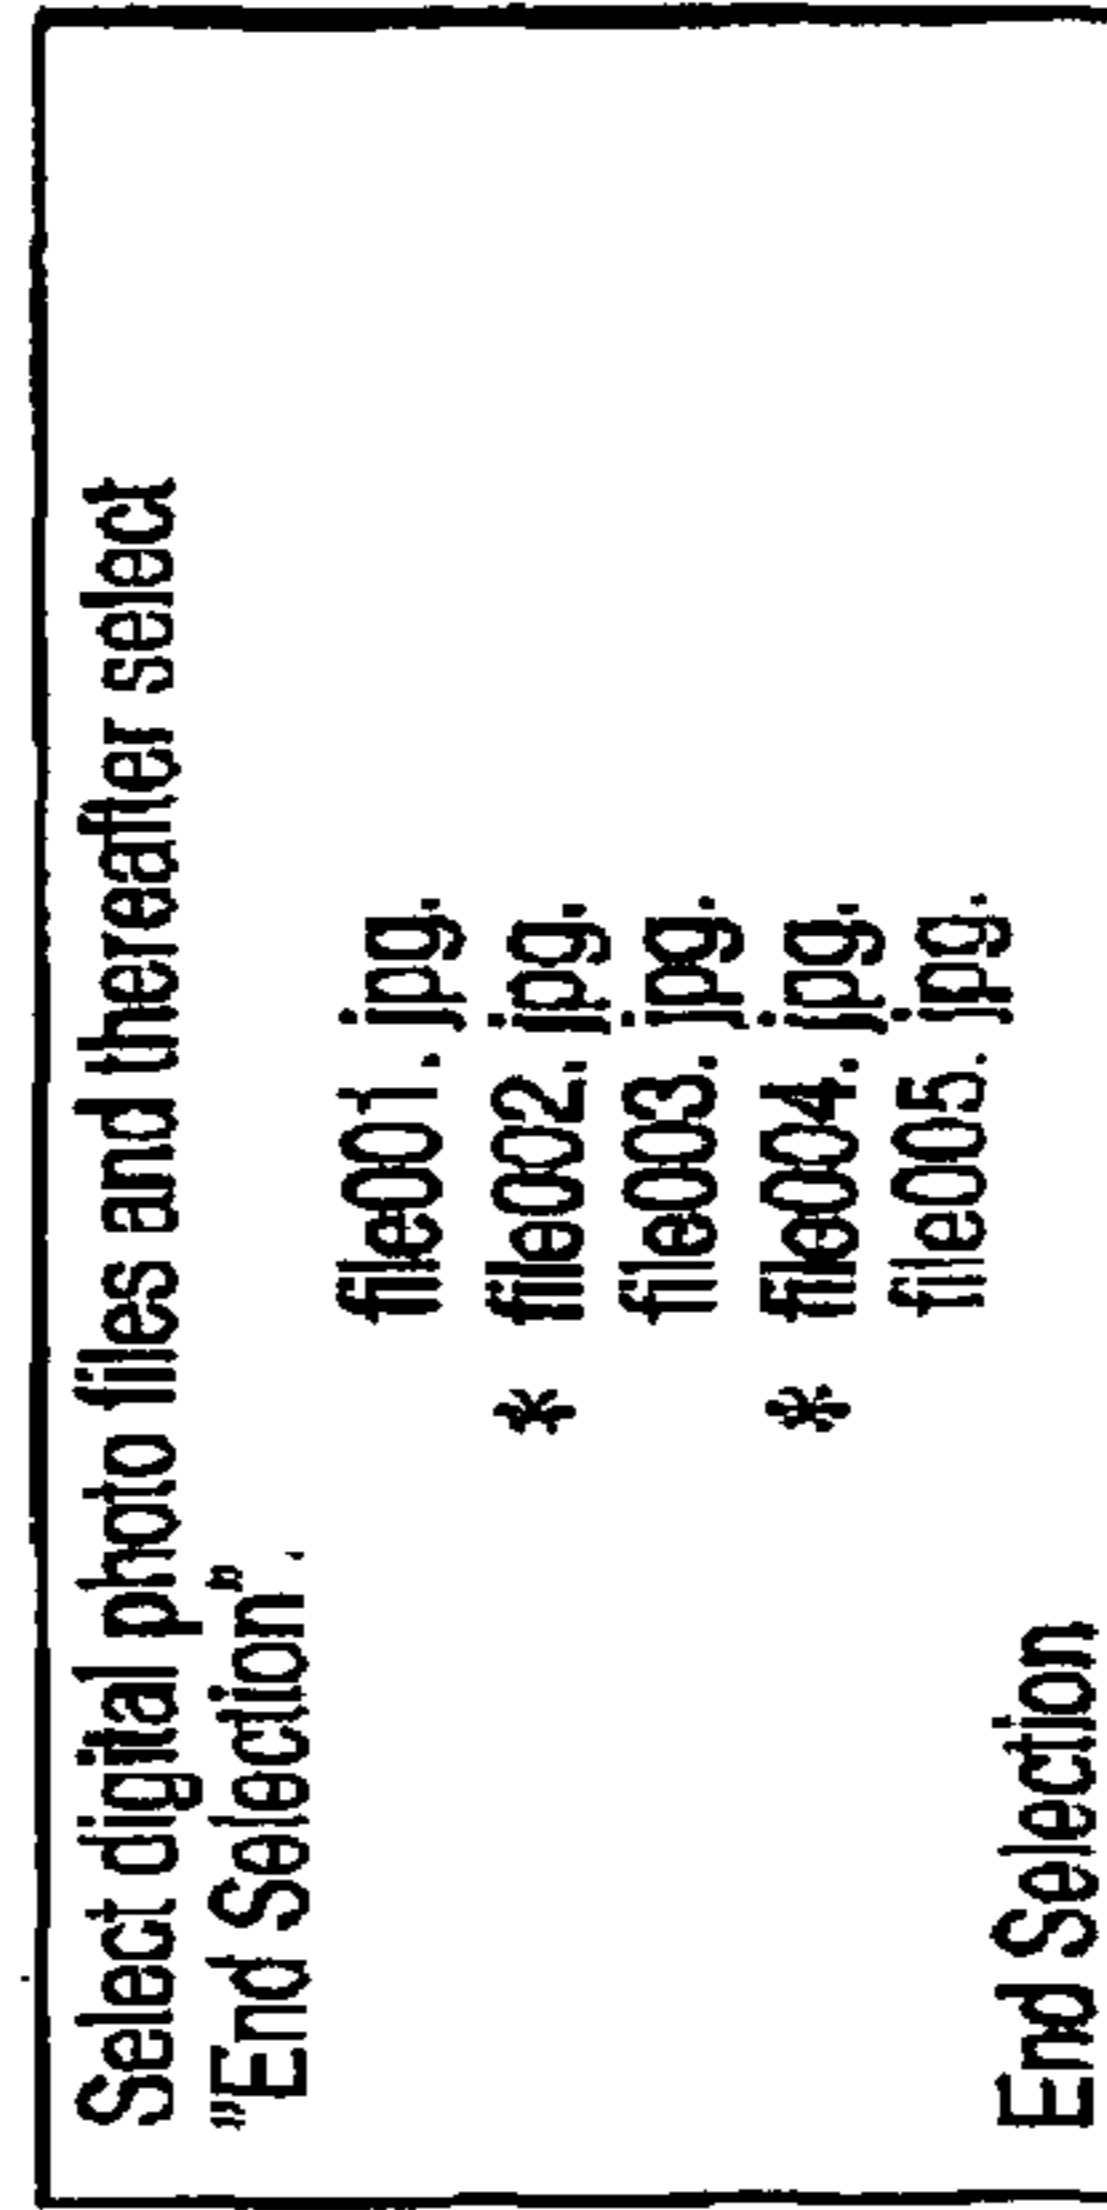 Select digital photo files and thereafter select
"End Selection".
file001. jpg.
* file002. jpg.
file003. jpg.
* file004. jpg.
file005. jpg.
End Selection